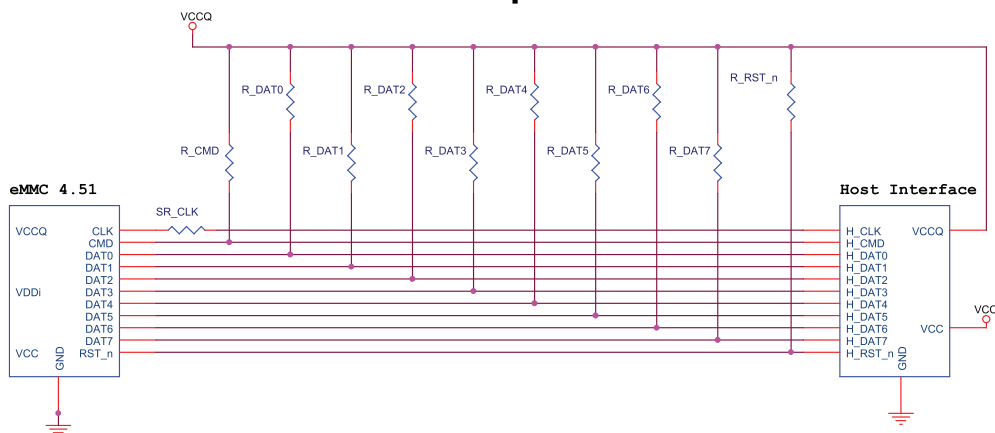 VCCQ
R_RST_n
R_DAT0
R_DAT2
R_DAT4
R_DAT6
R_CMD
R_DAT1
R_DAT3
R_DAT5
R_DAT7
eMMC 4.51
Host Interface
SR_CLK
VCCQ
CLK
CMD
DAT0
DAT1
DAT2
VDDi
DAT3
DAT4
DAT5
DAT6
DAT7
VCC
RST_n
GND
H_CLK
VCCQ
H_CMD
H_DAT0
H_DAT1
H_DAT2
H_DAT3
H_DAT4
H_DAT5
H_DAT6
VCC
H_DAT7
H_RST_n
GND
VCC